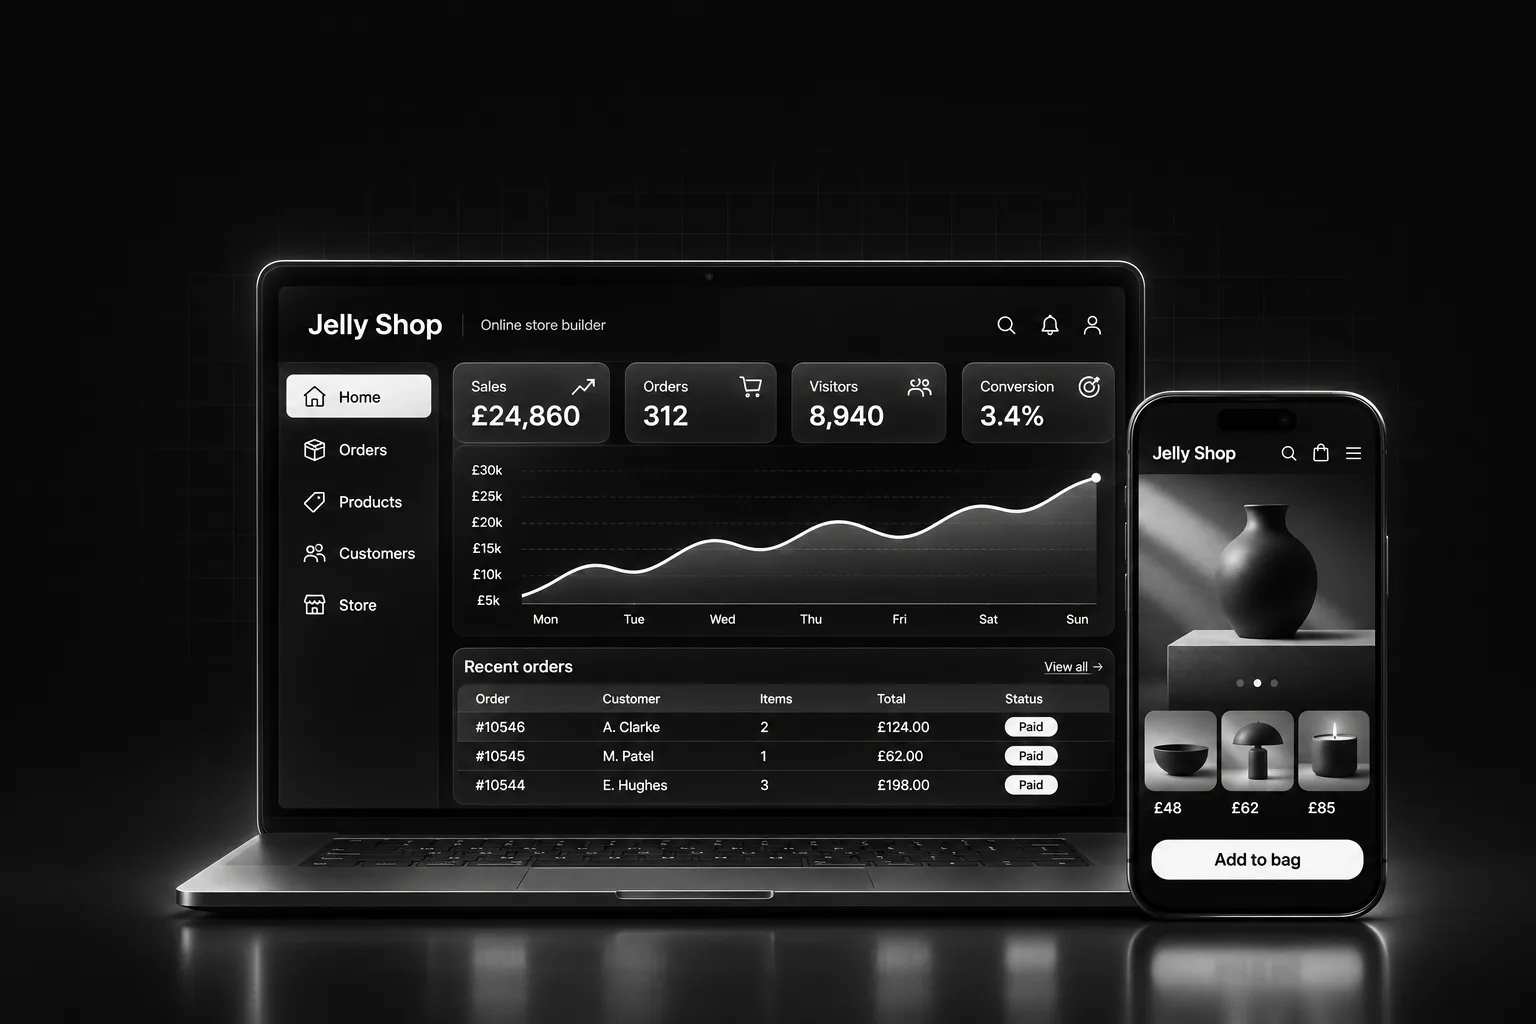 Jelly Shop
Online store builder
Home
Orders
Products
Customers
Store
Sales
£24,860
Orders
312
Visitors
8,940
Conversion
3.4%
£30k
£25k
£20k
£15k
£10k
£5k
Mon Tue Wed Thu Fri Sat Sun
Recent orders
View all →
Order Customer Items Total Status
#10546 A. Clarke 2 £124.00 Paid
#10545 M. Patel 1 £62.00 Paid
#10544 E. Hughes 3 £198.00 Paid
Jelly Shop
£48 £62 £85
Add to bag